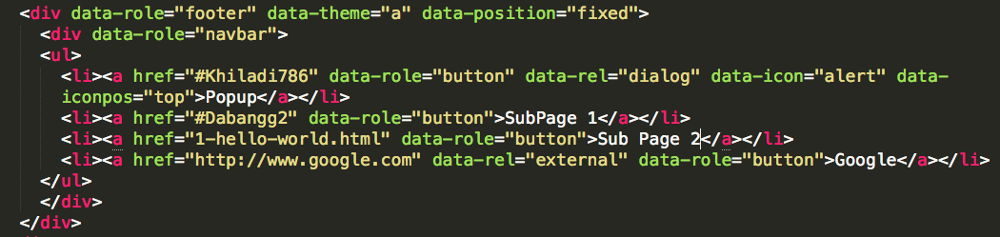 <div data-role="footer" data-theme="a" data-position="fixed">
<div data-role="navbar">
<ul>
<li><a href="#Khiladi786" data-role="button" data-rel="dialog" data-icon="alert" data-
iconpos="top">Popup</a></li>
<li><a href="#Dabangg2" data-role="button">SubPage 1</a></li>
<li><a href="1-hello-world.html" data-role="button">Sub Page 2</a></li>
<li><a href="http://www.google.com" data-rel="external" data-role="button">Google</a></li>
</ul>
</div>
</div>